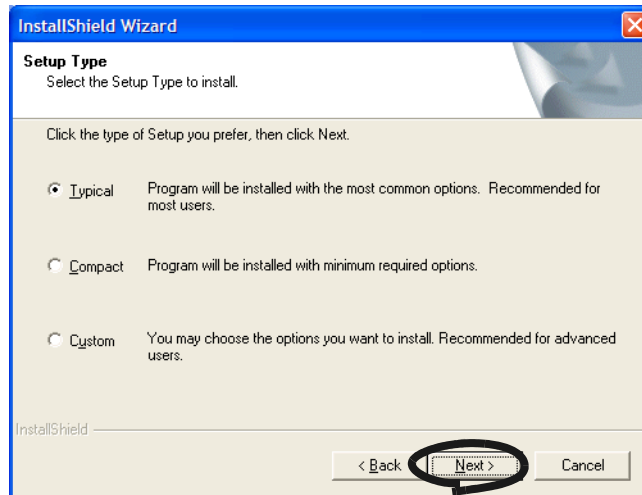 InstallShield Wizard
Setup Type
Select the Setup Type to install.
Click the type of Setup you prefer, then click Next.
Typical
Program will be installed with the most common options.  Recommended for
most users.
Compact
Program will be installed with minimum required options.
Custom
You may choose the options you want to install. Recommended for advanced
users.
InstallShield
< Back
Next >
Cancel